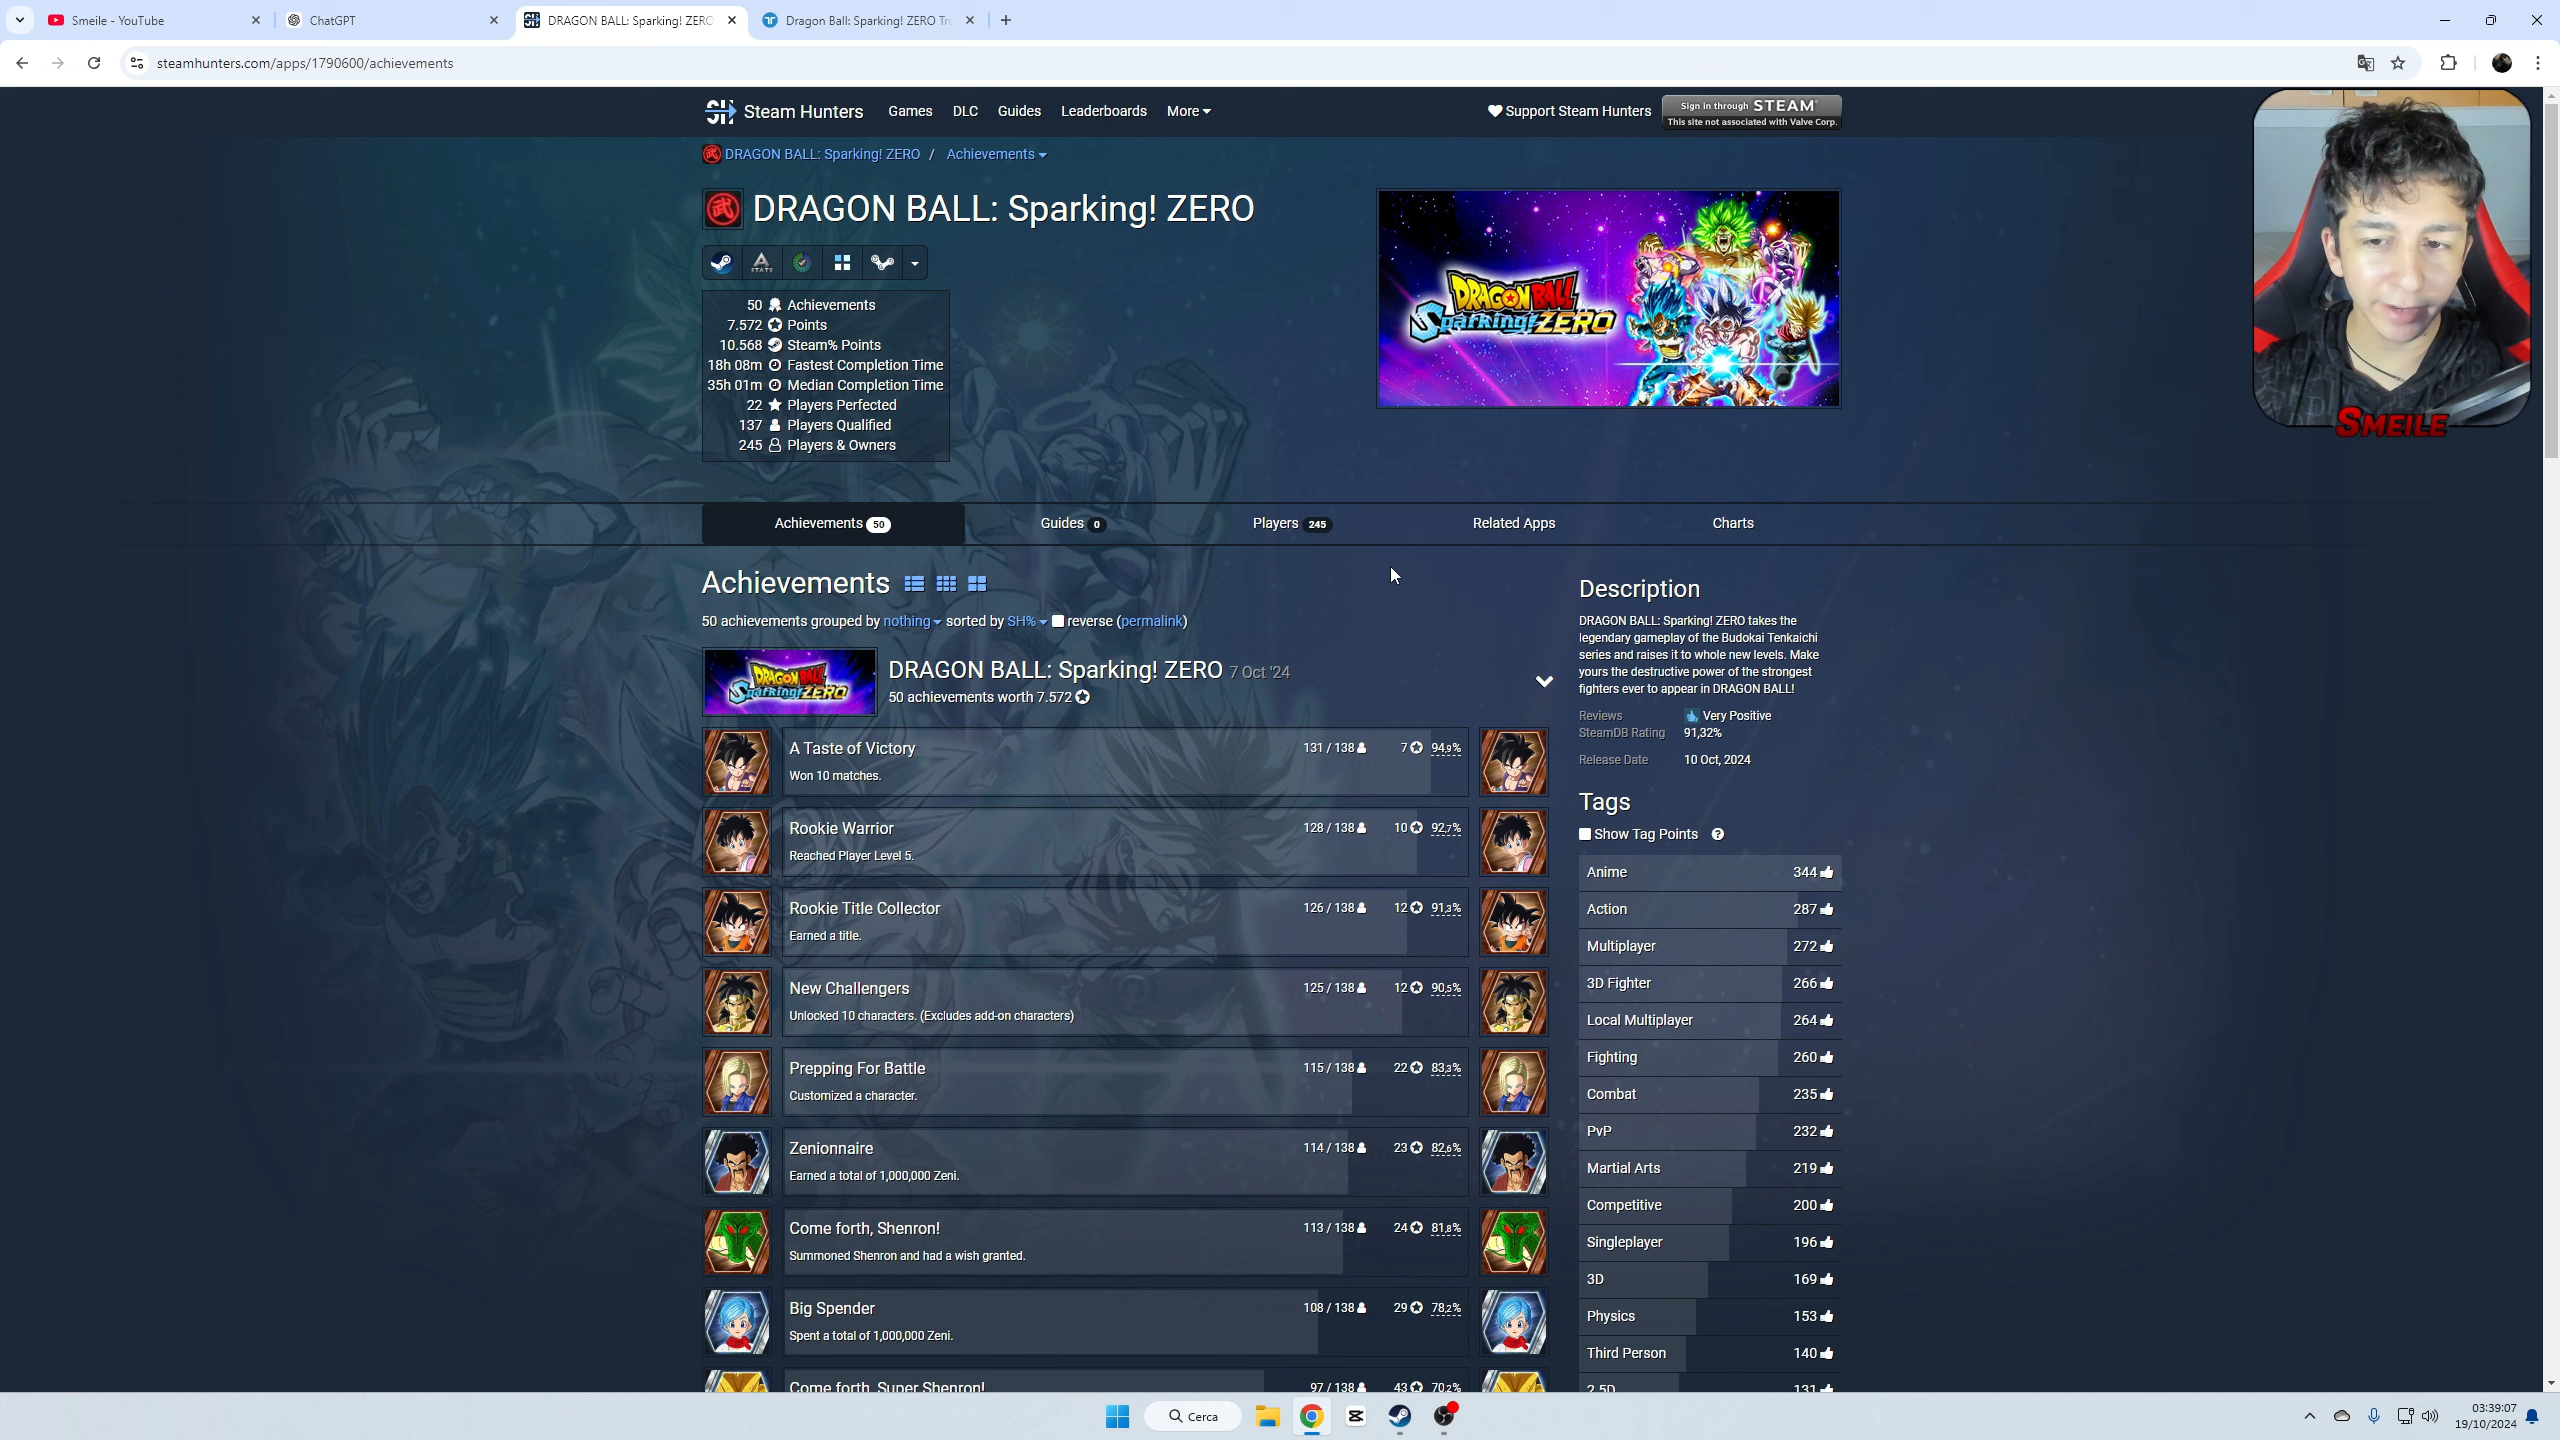 Smeile - YouTube
ChatGPT
DRAGON BALL: Sparking! ZERO
Dragon Ball: Sparking! ZERO Tr
steamhunters.com/apps/1790600/achievements
SH Steam Hunters Games DLC Guides Leaderboards More
Support Steam Hunters
Sign in through STEAM
This site not associated with Valve Corp.
DRAGON BALL: Sparking! ZERO / Achievements
DRAGON BALL: Sparking! ZERO
STATS
DRAGON BALL
Sparking! ZERO
50 Achievements
7.572 Points
10.568 Steam% Points
18h 08m Fastest Completion Time
35h 01m Median Completion Time
22 Players Perfected
137 Players Qualified
245 Players & Owners
SMEILE
Achievements 50
Guides 0
Players 245
Related Apps
Charts
Achievements
50 achievements grouped by nothing sorted by SH% reverse (permalink)
DRAGON BALL
Sparking! ZERO
DRAGON BALL: Sparking! ZERO 7 Oct '24
50 achievements worth 7.572
A Taste of Victory 131 / 138 7 94,9%
Won 10 matches.
Rookie Warrior 128 / 138 10 92,7%
Reached Player Level 5.
Rookie Title Collector 126 / 138 12 91,3%
Earned a title.
New Challengers 125 / 138 12 90,5%
Unlocked 10 characters. (Excludes add-on characters)
Prepping For Battle 115 / 138 22 83,3%
Customized a character.
Zenionnaire 114 / 138 23 82,6%
Earned a total of 1,000,000 Zeni.
Come forth, Shenron! 113 / 138 24 81,8%
Summoned Shenron and had a wish granted.
Big Spender 108 / 138 29 78,2%
Spent a total of 1,000,000 Zeni.
Come forth, Super Shenron! 97 / 138 43 70,2%
Description
DRAGON BALL: Sparking! ZERO takes the
legendary gameplay of the Budokai Tenkaichi
series and raises it to whole new levels. Make
yours the destructive power of the strongest
fighters ever to appear in DRAGON BALL!
Reviews Very Positive
SteamDB Rating 91,32%
Release Date 10 Oct, 2024
Tags
Show Tag Points ?
Anime 344
Action 287
Multiplayer 272
3D Fighter 266
Local Multiplayer 264
Fighting 260
Combat 235
PvP 232
Martial Arts 219
Competitive 200
Singleplayer 196
3D 169
Physics 153
Third Person 140
2.5D 131
Cerca
03:39:07
19/10/2024